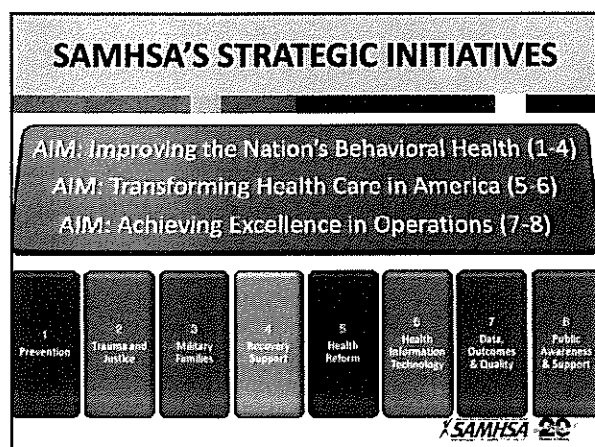 SAMHSA'S STRATEGIC INITIATIVES
AIM: Improving the Nation's Behavioral Health (1-4)
AIM: Transforming Health Care in America (5-6)
AIM: Achieving Excellence in Operations (7-8)
1
Prevention
2
Trauma and
Justice
3
Military
Families
4
Recovery
Support
5
Health
Reform
6
Health
Information
Technology
7
Data,
Outcomes
& Quality
8
Public
Awareness
& Support
SAMHSA 20